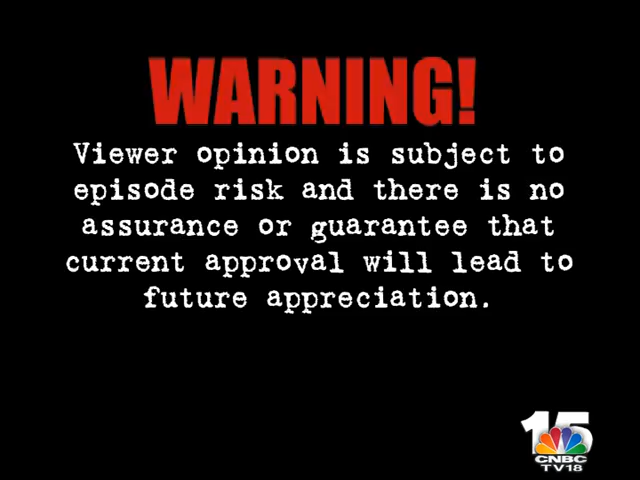 WARNING!
Viewer opinion is subject to
episode risk and there is no
assurance or guarantee that
current approval will lead to
future appreciation.
15
CNBC
TV18